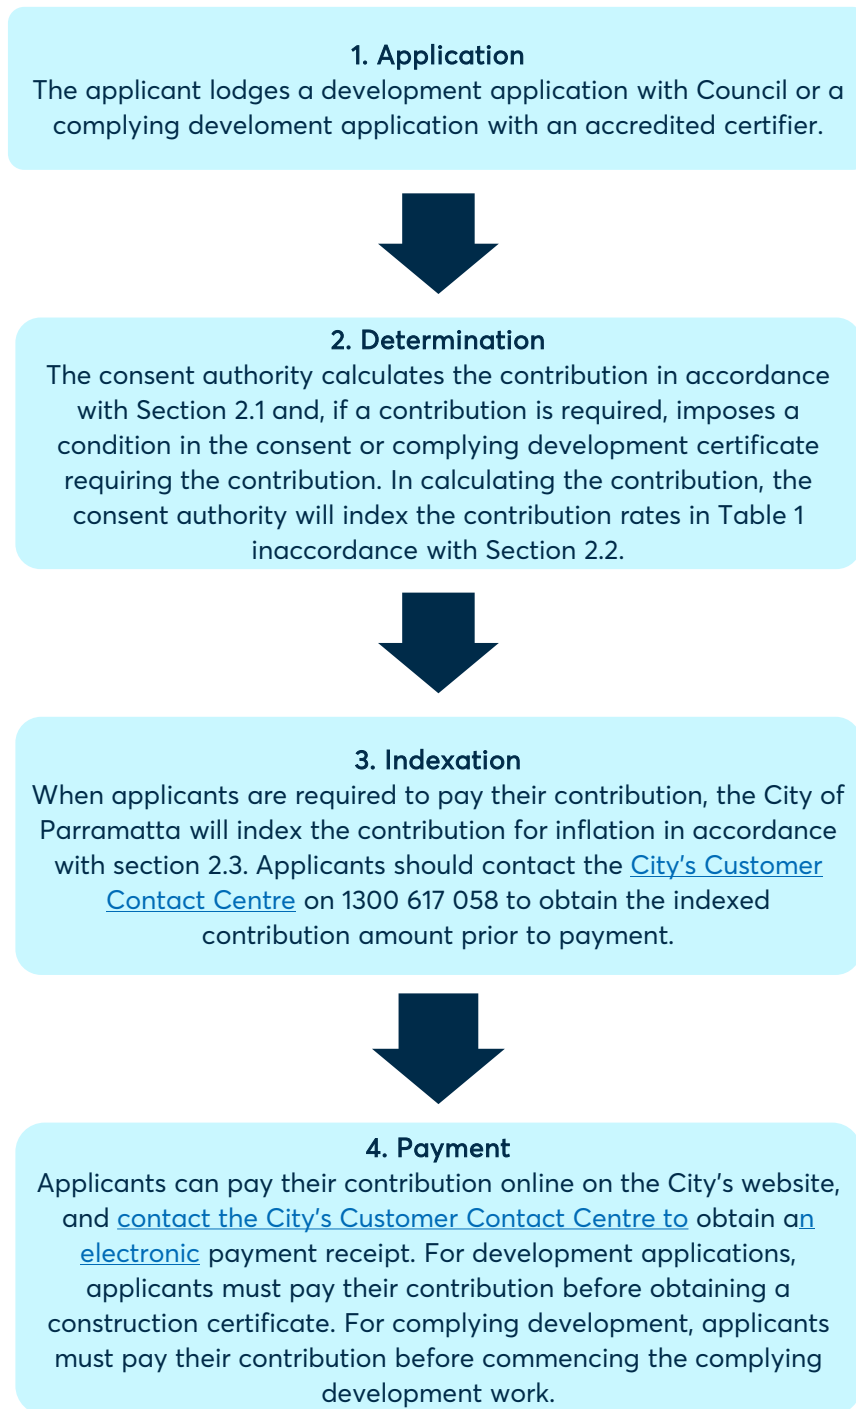 1. Application
The applicant lodges a development application with Council or a
complying develoment application with an accredited certifier.
2. Determination
The consent authority calculates the contribution in accordance
with Section 2.1 and, if a contribution is required, imposes a
condition in the consent or complying development certificate
requiring the contribution. In calculating the contribution, the
consent authority will index the contribution rates in Table 1
inaccordance with Section 2.2.
3. Indexation
When applicants are required to pay their contribution, the City of
Parramatta will index the contribution for inflation in accordance
with section 2.3. Applicants should contact the City's Customer
Contact Centre on 1300 617 058 to obtain the indexed
contribution amount prior to payment.
4. Payment
Applicants can pay their contribution online on the City's website,
and contact the City's Customer Contact Centre to obtain an
electronic payment receipt. For development applications,
applicants must pay their contribution before obtaining a
construction certificate. For complying development, applicants
must pay their contribution before commencing the complying
development work.